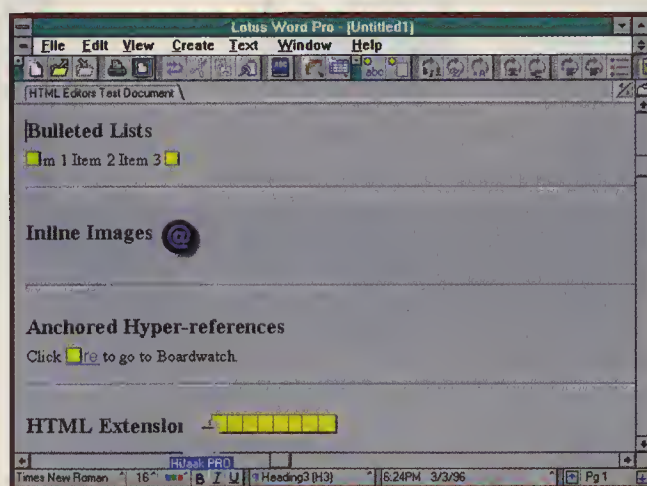 Lotus Word Pro - [Untitled1]
File Edit View Create Text Window Help
abc
HTML Editors Test Document
Bulleted Lists
m 1 Item 2 Item 3
Inline Images @
Anchored Hyper-references
Click re to go to Boardwatch.
HTML Extension
HiJaak PRO
Times New Roman 16 B I U Heading3 (H3) 6:24PM 3/3/96 Pg 1